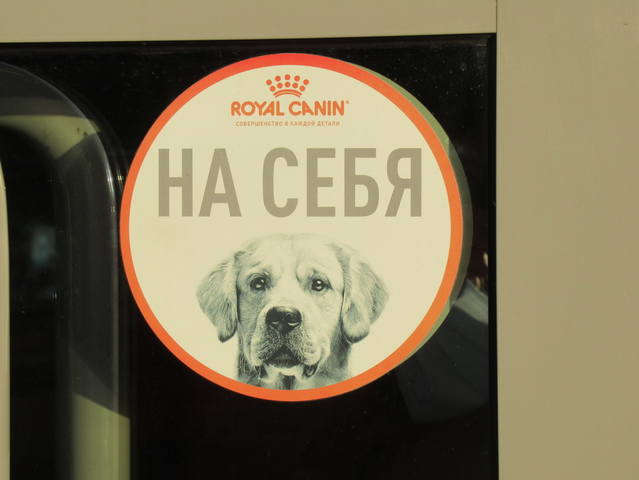 ROYAL CANIN®
СОВЕРШЕНСТВО В КАЖДОЙ ДЕТАЛИ
НА СЕБЯ